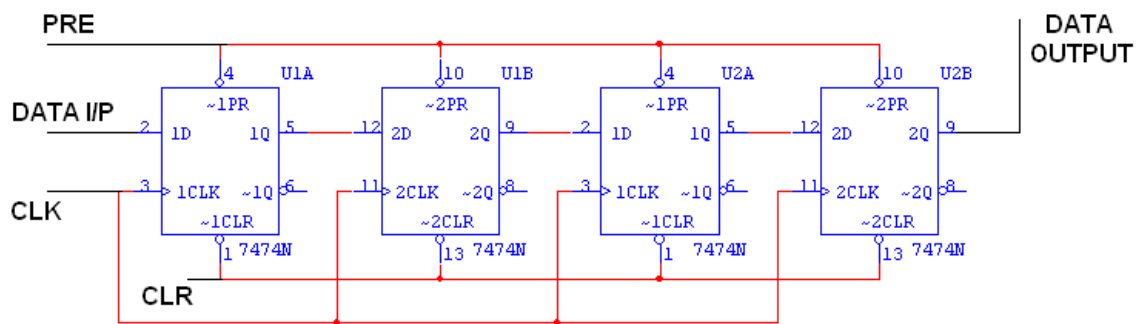 PRE
DATA
OUTPUT
4 U1A 10 U1B 4 U2A 10 U2B
~1PR ~2PR ~1PR ~2PR
DATA I/P
2 1D 1Q 5 12 2D 2Q 9 2 1D 1Q 5 12 2D 2Q 9
3 1CLK ~1Q 6 11 2CLK ~2Q 8 3 1CLK ~1Q 6 11 2CLK ~2Q 8
CLK
~1CLR ~2CLR ~1CLR ~2CLR
1 7474N 13 7474N 1 7474N 13 7474N
CLR